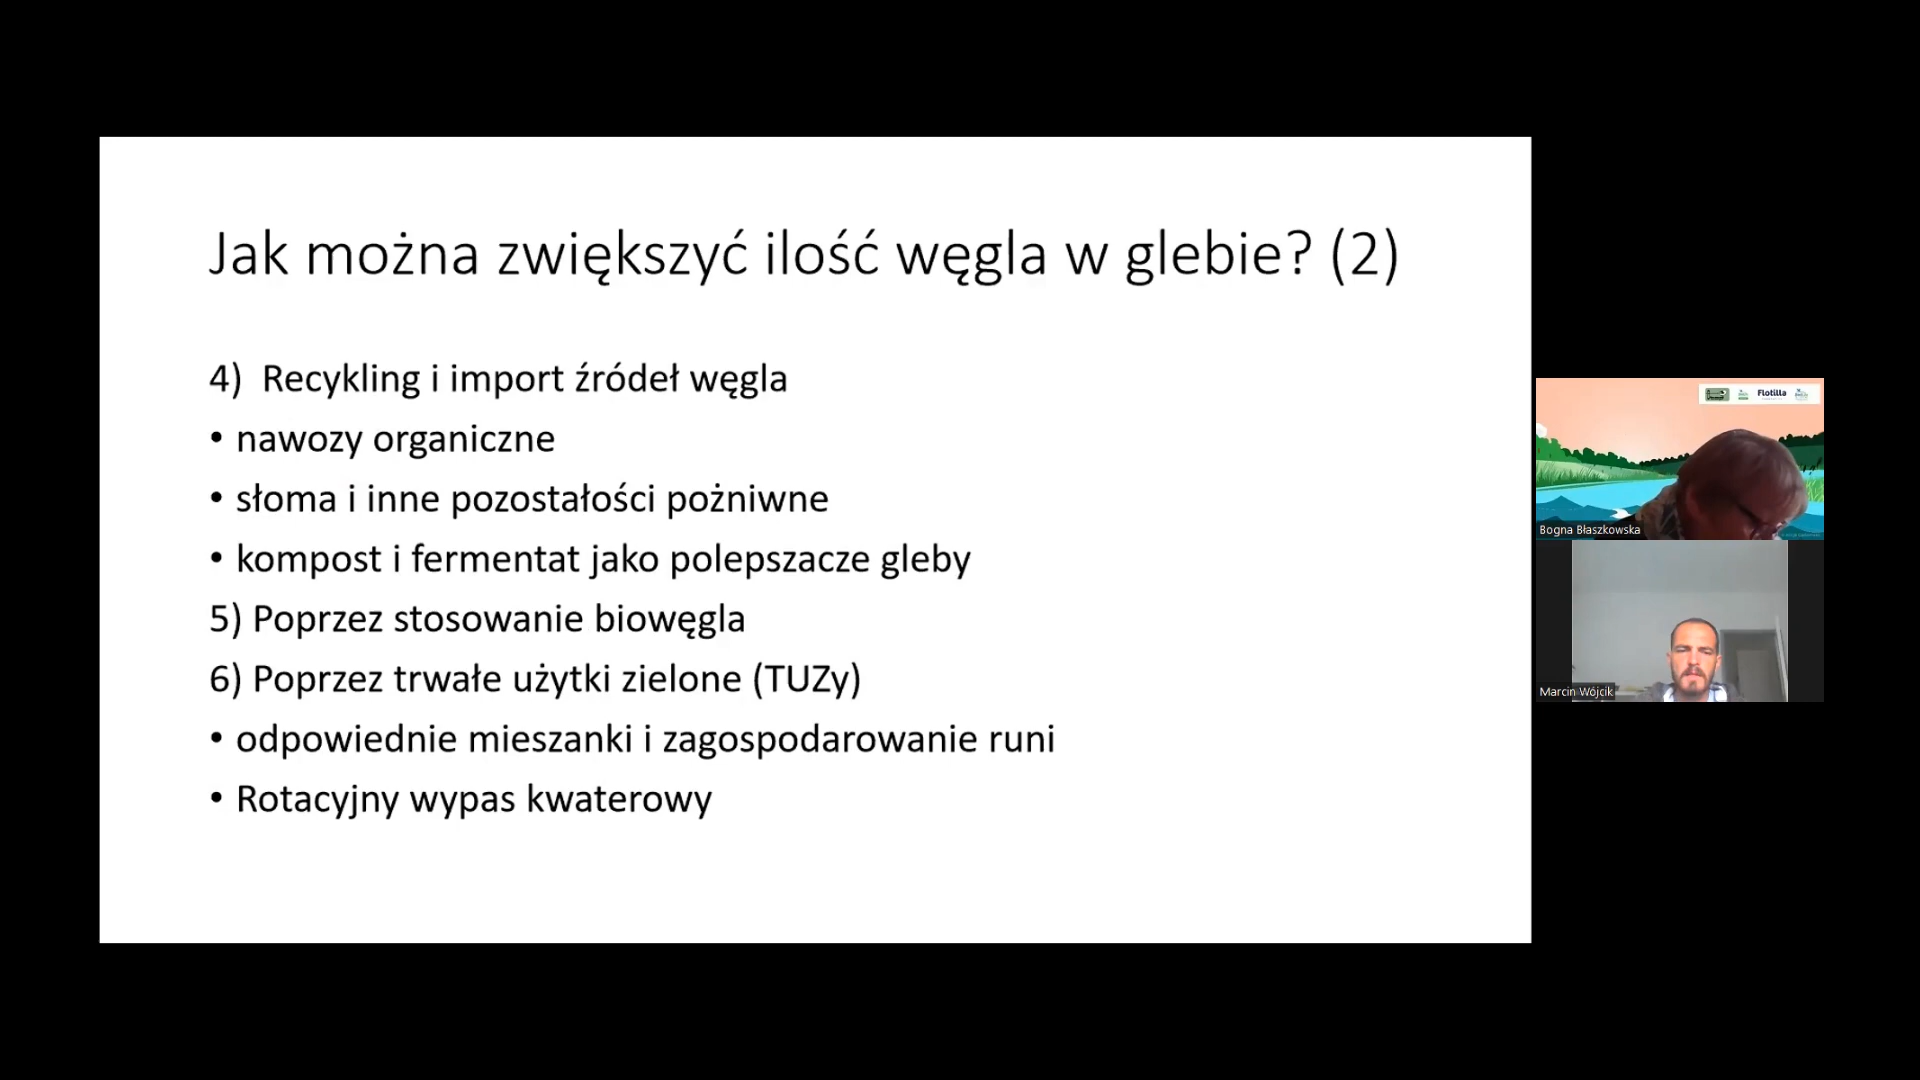 Jak można zwiększyć ilość węgla w glebie? (2)
4) Recykling i import źródeł węgla
• nawozy organiczne
• słoma i inne pozostałości pożniwne
• kompost i fermentat jako polepszacze gleby
5) Poprzez stosowanie biowęgla
6) Poprzez trwałe użytki zielone (TUZy)
• odpowiednie mieszanki i zagospodarowanie runi
• Rotacyjny wypas kwaterowy
Flotilla
Bogna Błaszkowska
Marcin Wójcik